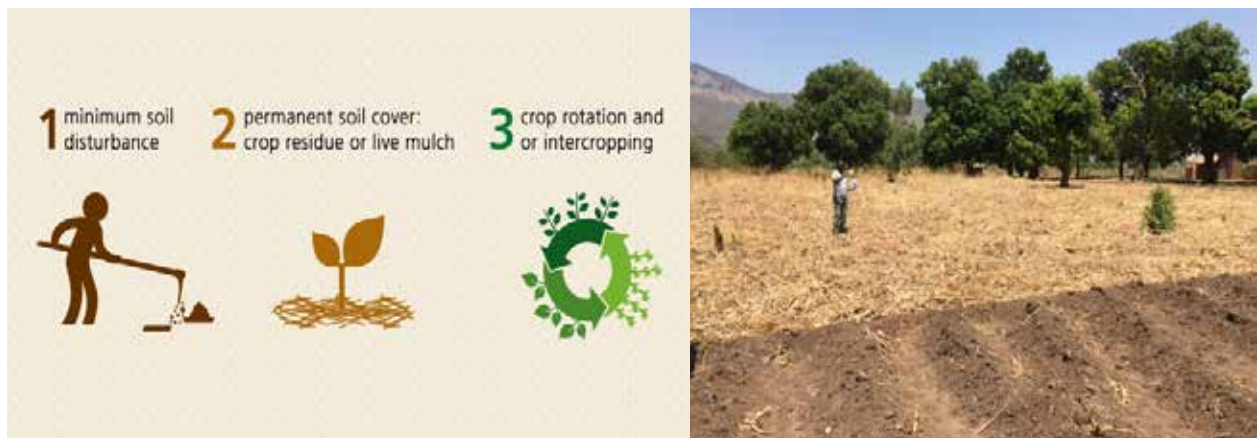 1 minimum soil
disturbance
2 permanent soil cover:
crop residue or live mulch
3 crop rotation and
or intercropping